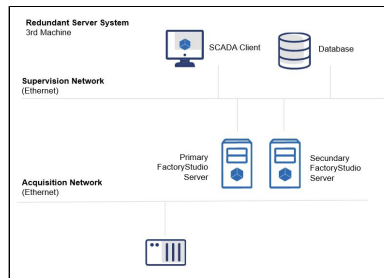 Redundant Server System
3rd Machine
SCADA Client
Database
Supervision Network
(Ethernet)
Primary
FactoryStudio
Server
Secundary
FactoryStudio
Server
Acquisition Network
(Ethernet)